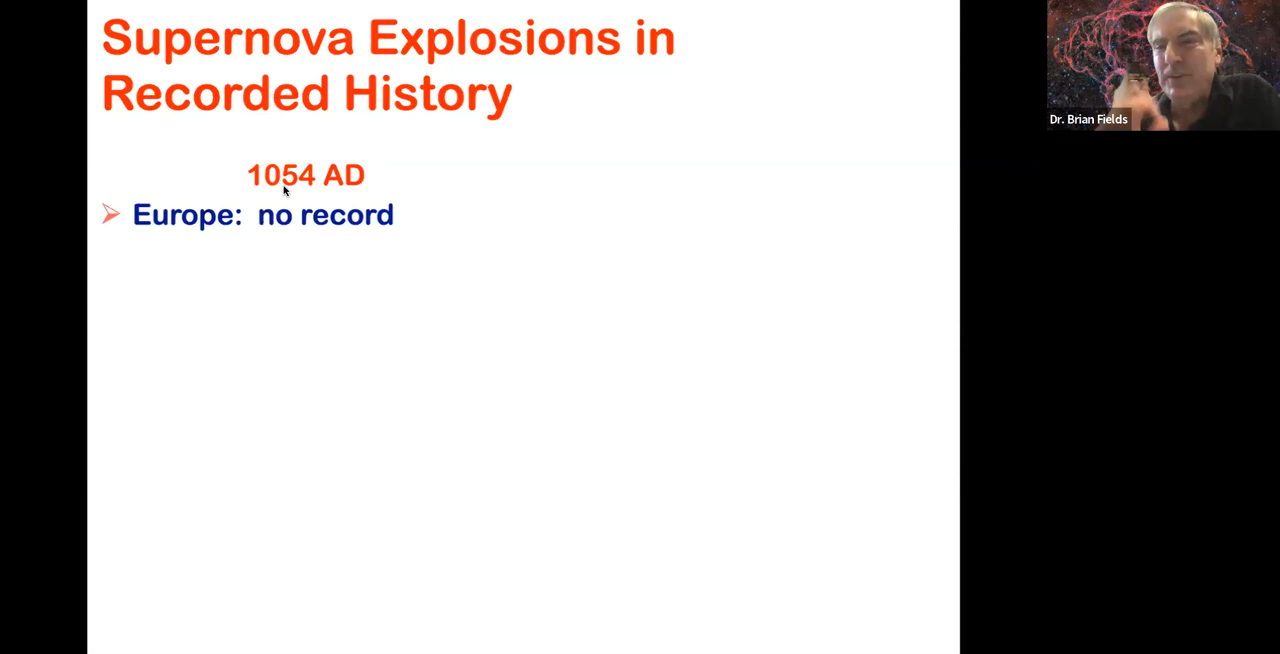 Supernova Explosions in
Recorded History
1054 AD
Europe: no record
Dr. Brian Fields